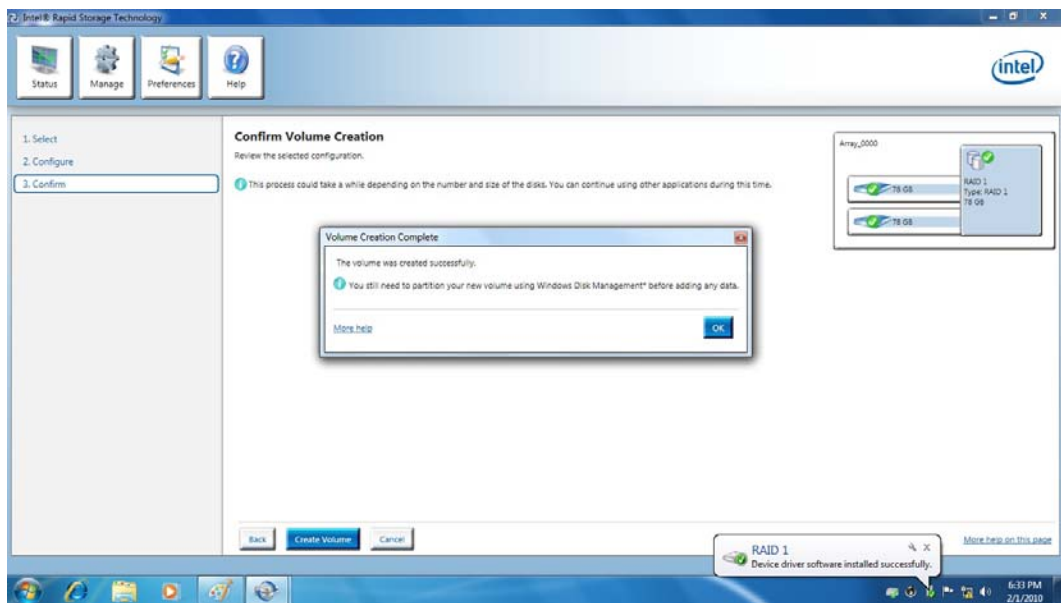 Intel® Rapid Storage Technology
Status
Manage
Preferences
Help
intel
1. Select
2. Configure
3. Confirm
Confirm Volume Creation
Review the selected configuration.
This process could take a while depending on the number and size of the disks. You can continue using other applications during this time.
Array_0000
78 GB
78 GB
RAID 1
Type: RAID 1
78 GB
Volume Creation Complete
The volume was created successfully.
You still need to partition your new volume using Windows Disk Management* before adding any data.
More help
OK
Back
Create Volume
Cancel
More help on this page
RAID 1
Device driver software installed successfully.
6:33 PM
2/1/2010